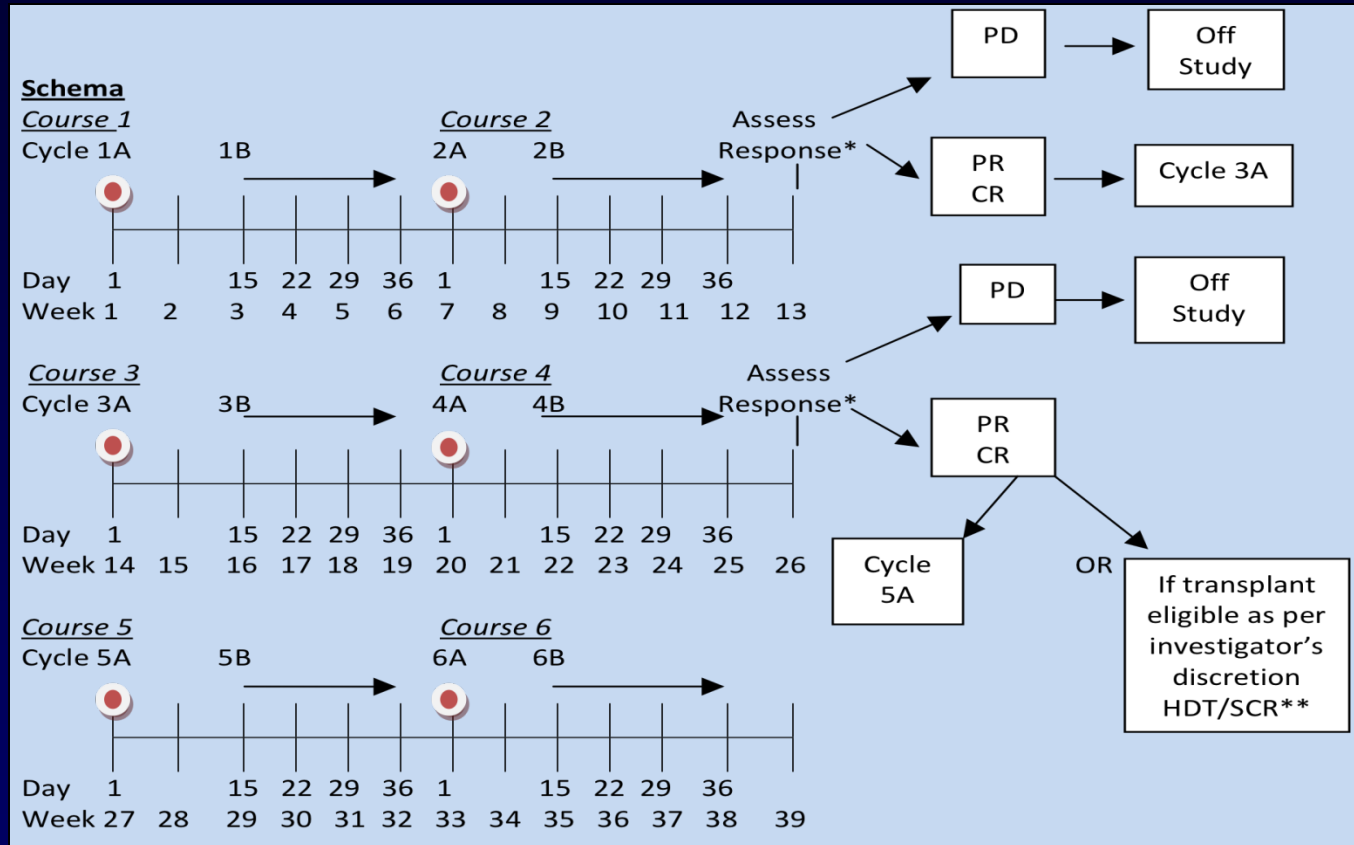 Schema
Course 1 Course 2 Assess
Cycle 1A 1B 2A 2B Response*
Day 1 15 22 29 36 1 15 22 29 36
Week 1 2 3 4 5 6 7 8 9 10 11 12 13
PD
Off
Study
PR
CR
Cycle 3A
Course 3 Course 4 Assess
Cycle 3A 3B 4A 4B Response*
Day 1 15 22 29 36 1 15 22 29 36
Week 14 15 16 17 18 19 20 21 22 23 24 25 26
PD
Off
Study
PR
CR
Cycle
5A
OR
If transplant
eligible as per
investigator’s
discretion
HDT/SCR**
Course 5 Course 6
Cycle 5A 5B 6A 6B
Day 1 15 22 29 36 1 15 22 29 36
Week 27 28 29 30 31 32 33 34 35 36 37 38 39